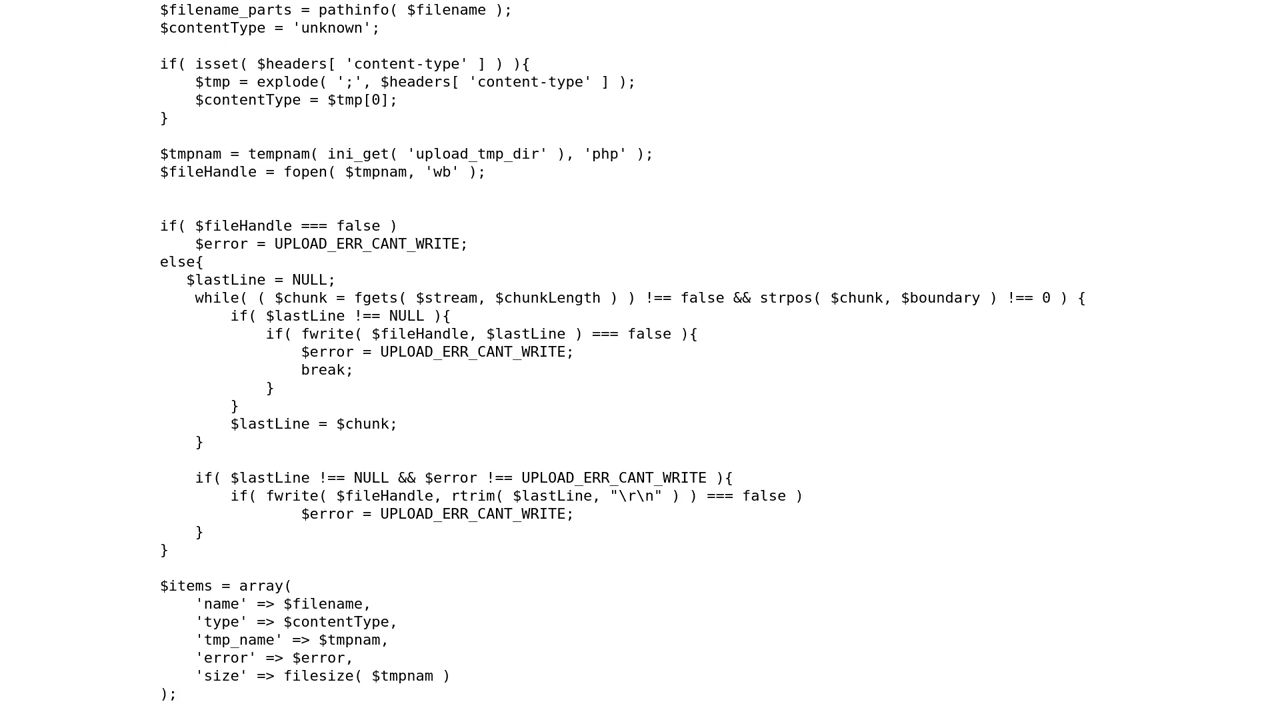 $filename_parts = pathinfo( $filename );
$contentType = 'unknown';
if( isset( $headers[ 'content-type' ] ) ){
$tmp = explode( ';', $headers[ 'content-type' ] );
$contentType = $tmp[0];
}
$tmpnam = tempnam( ini_get( 'upload_tmp_dir' ), 'php' );
$fileHandle = fopen( $tmpnam, 'wb' );
if( $fileHandle === false )
$error = UPLOAD_ERR_CANT_WRITE;
else{
$lastLine = NULL;
while( ( $chunk = fgets( $stream, $chunkLength ) ) !== false && strpos( $chunk, $boundary ) !== 0 ) {
if( $lastLine !== NULL ){
if( fwrite( $fileHandle, $lastLine ) === false ){
$error = UPLOAD_ERR_CANT_WRITE;
break;
}
}
$lastLine = $chunk;
}
if( $lastLine !== NULL && $error !== UPLOAD_ERR_CANT_WRITE ){
if( fwrite( $fileHandle, rtrim( $lastLine, "\r\n" ) ) === false )
$error = UPLOAD_ERR_CANT_WRITE;
}
}
$items = array(
'name' => $filename,
'type' => $contentType,
'tmp_name' => $tmpnam,
'error' => $error,
'size' => filesize( $tmpnam )
);